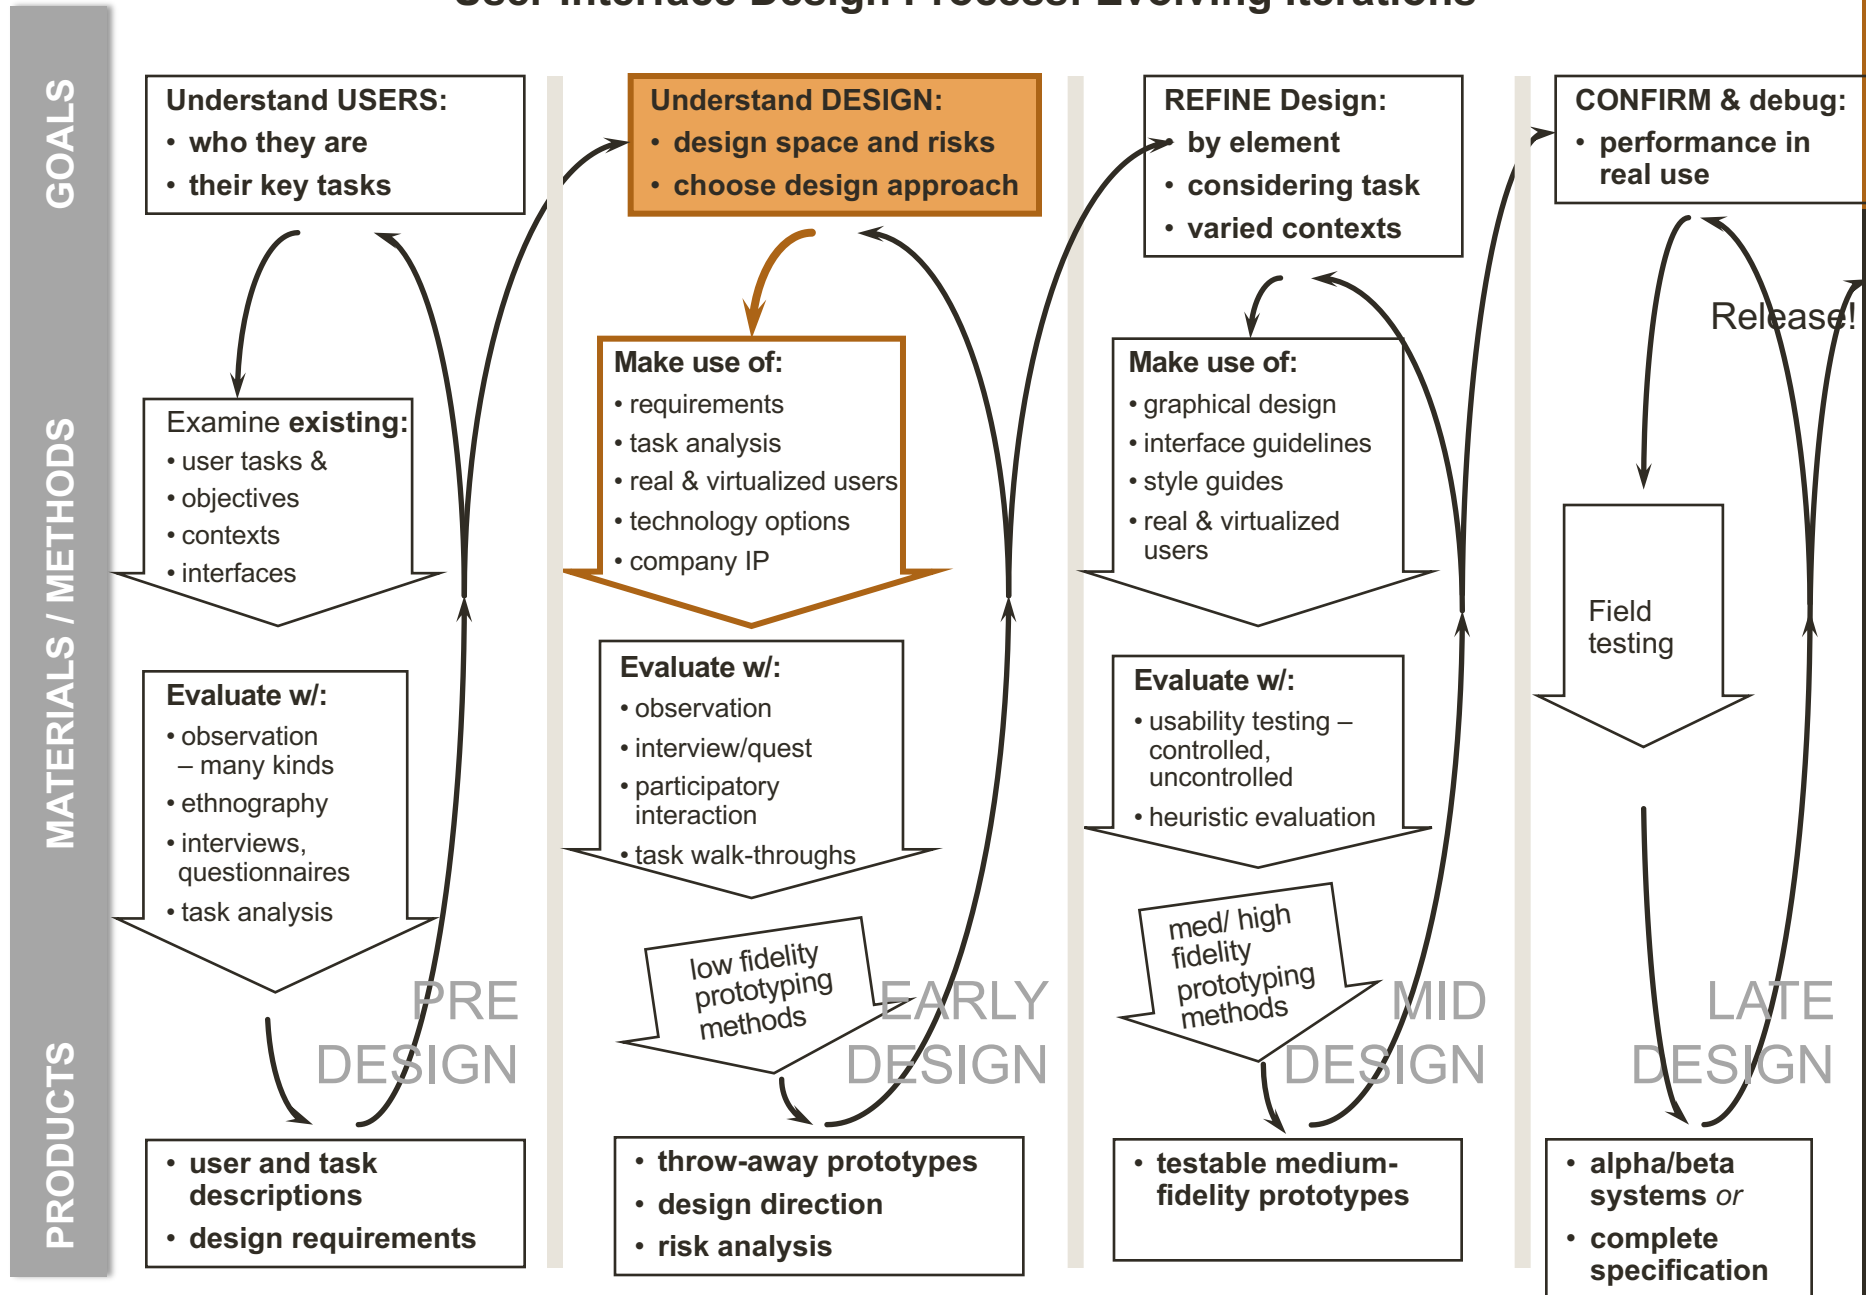 User Interface Design Process: Evolving Iterations
GOALS
MATERIALS / METHODS
PRODUCTS
Understand USERS:
• who they are
• their key tasks
Examine existing:
• user tasks &
• objectives
• contexts
• interfaces
Evaluate w/:
• observation
– many kinds
• ethnography
• interviews,
questionnaires
• task analysis
PRE
DESIGN
• user and task
descriptions
• design requirements
Understand DESIGN:
• design space and risks
• choose design approach
Make use of:
• requirements
• task analysis
• real & virtualized users
• technology options
• company IP
Evaluate w/:
• observation
• interview/quest
• participatory
interaction
• task walk-throughs
low fidelity
prototyping
methods
EARLY
DESIGN
• throw-away prototypes
• design direction
• risk analysis
REFINE Design:
• by element
• considering task
• varied contexts
Make use of:
• graphical design
• interface guidelines
• style guides
• real & virtualized
users
Evaluate w/:
• usability testing –
controlled,
uncontrolled
• heuristic evaluation
med/ high
fidelity
prototyping
methods
MID
DESIGN
• testable medium-
fidelity prototypes
CONFIRM & debug:
• performance in
real use
Release!
Field
testing
LATE
DESIGN
• alpha/beta
systems or
• complete
specification